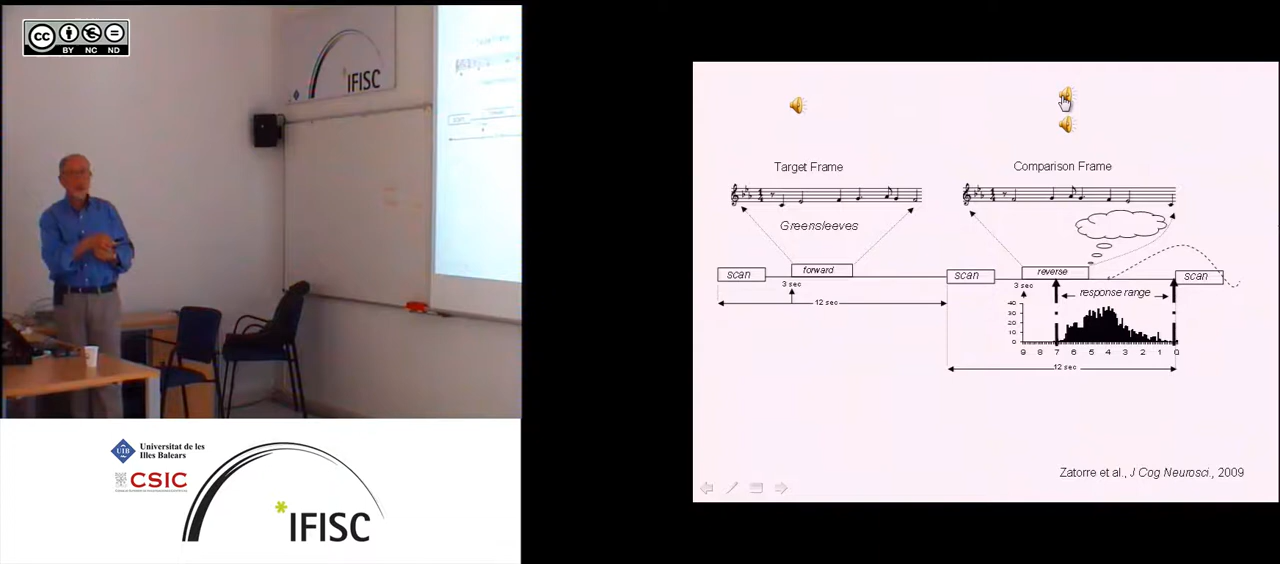 cc
BY NC ND
IFISC
Target Frame
Comparison Frame
Greensleeves
scan
forward
scan
reverse
scan
3 sec
3 sec
response range
12 sec
40
30
20
10
0
9 8 7 6 5 4 3 2 1 0
12 sec
Zatorre et al., J Cog Neurosci., 2009
UIB
Universitat de les
Illes Balears
CSIC
IFISC